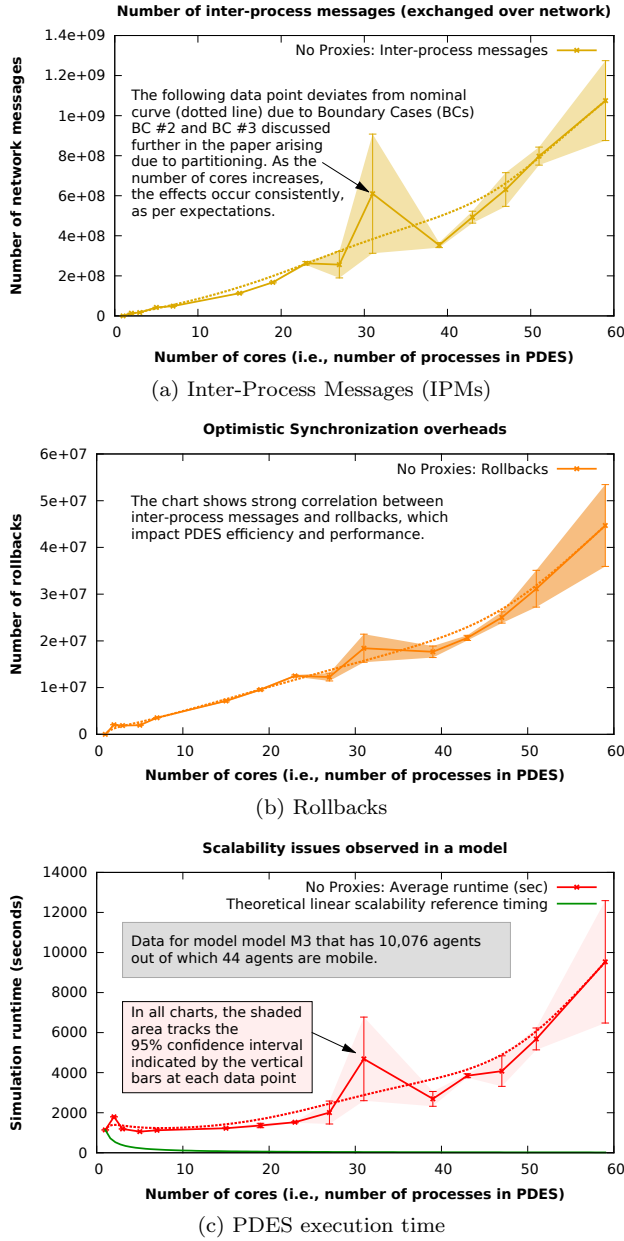 Number of inter-process messages (exchanged over network)
1.4e+09
1.2e+09
1e+09
8e+08
6e+08
4e+08
2e+08
0
Number of network messages
No Proxies: Inter-process messages
The following data point deviates from nominal
curve (dotted line) due to Boundary Cases (BCs)
BC #2 and BC #3 discussed
further in the paper arising
due to partitioning. As the
number of cores increases,
the effects occur consistently,
as per expectations.
0 10 20 30 40 50 60
Number of cores (i.e., number of processes in PDES)
(a) Inter-Process Messages (IPMs)
Optimistic Synchronization overheads
6e+07
5e+07
4e+07
3e+07
2e+07
1e+07
0
Number of rollbacks
No Proxies: Rollbacks
The chart shows strong correlation between
inter-process messages and rollbacks, which
impact PDES efficiency and performance.
0 10 20 30 40 50 60
Number of cores (i.e., number of processes in PDES)
(b) Rollbacks
Scalability issues observed in a model
14000
12000
10000
8000
6000
4000
2000
0
Simulation runtime (seconds)
No Proxies: Average runtime (sec)
Theoretical linear scalability reference timing
Data for model model M3 that has 10,076 agents
out of which 44 agents are mobile.
In all charts, the shaded
area tracks the
95% confidence interval
indicated by the vertical
bars at each data point
0 10 20 30 40 50 60
Number of cores (i.e., number of processes in PDES)
(c) PDES execution time